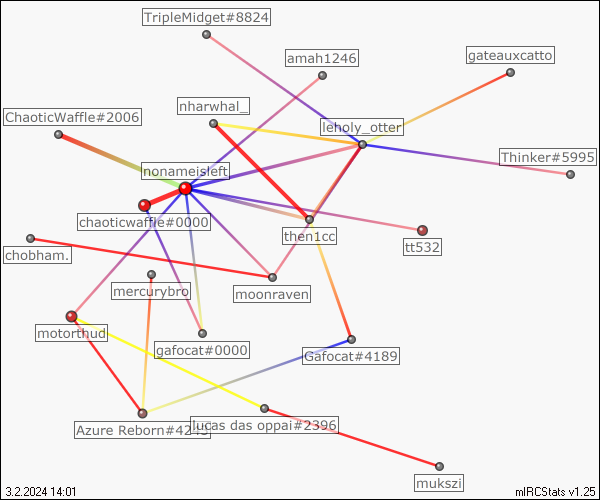 TripleMidget#8824
amah1246
gateauxcatto
nharwhal_
ChaoticWaffle#2006
leholy_otter
Thinker#5995
nonameisleft
chaoticwaffle#0000
then1cc
tt532
chobham.
mercurybro
moonraven
motorthud
gafocat#0000
Gafocat#4189
lucas das oppai#2396
Azure Reborn#4243
mukszi
3.2.2024 14:01
mIRCStats v1.25